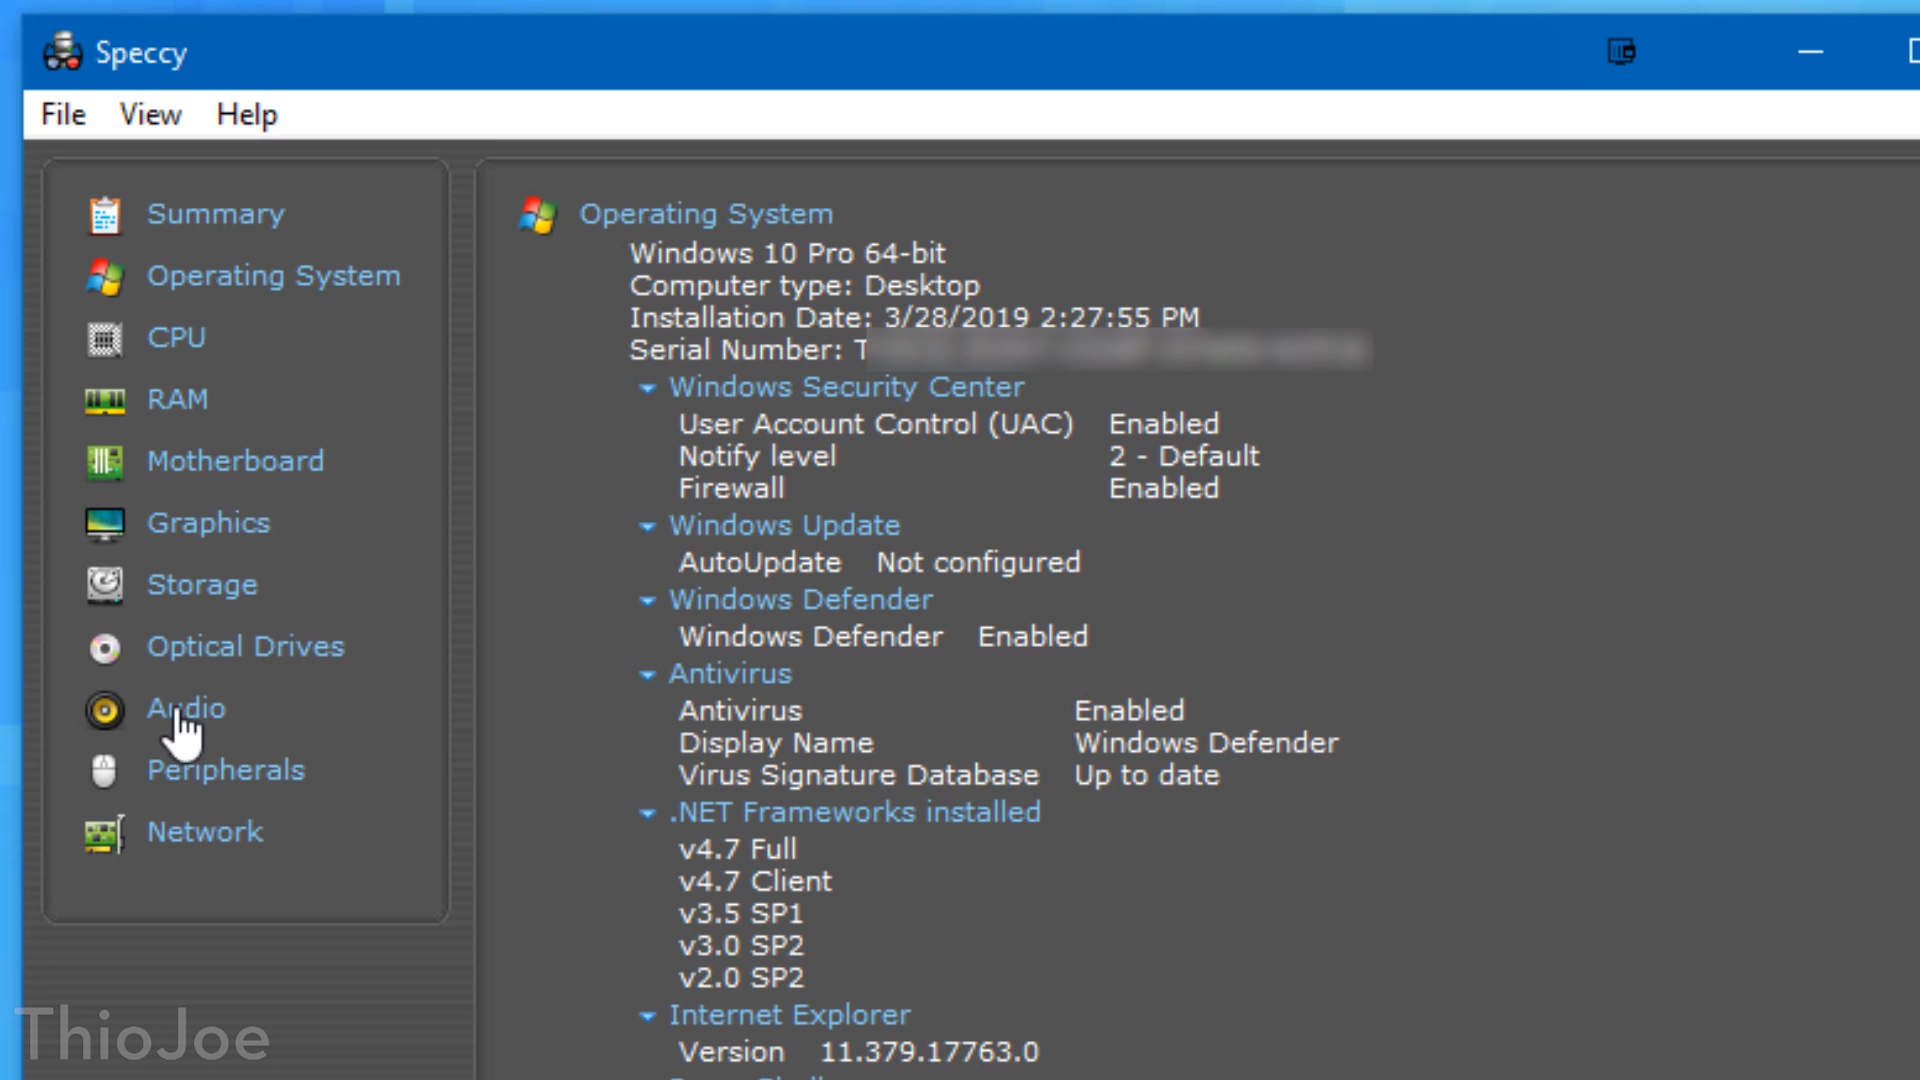 Speccy
File View Help
Summary
Operating System
CPU
RAM
Motherboard
Graphics
Storage
Optical Drives
Audio
Peripherals
Network
Operating System
Windows 10 Pro 64-bit
Computer type: Desktop
Installation Date: 3/28/2019 2:27:55 PM
Serial Number: T
Windows Security Center
User Account Control (UAC) Enabled
Notify level 2 - Default
Firewall Enabled
Windows Update
AutoUpdate Not configured
Windows Defender
Windows Defender Enabled
Antivirus
Antivirus Enabled
Display Name Windows Defender
Virus Signature Database Up to date
.NET Frameworks installed
v4.7 Full
v4.7 Client
v3.5 SP1
v3.0 SP2
v2.0 SP2
Internet Explorer
Version 11.379.17763.0
ThioJoe